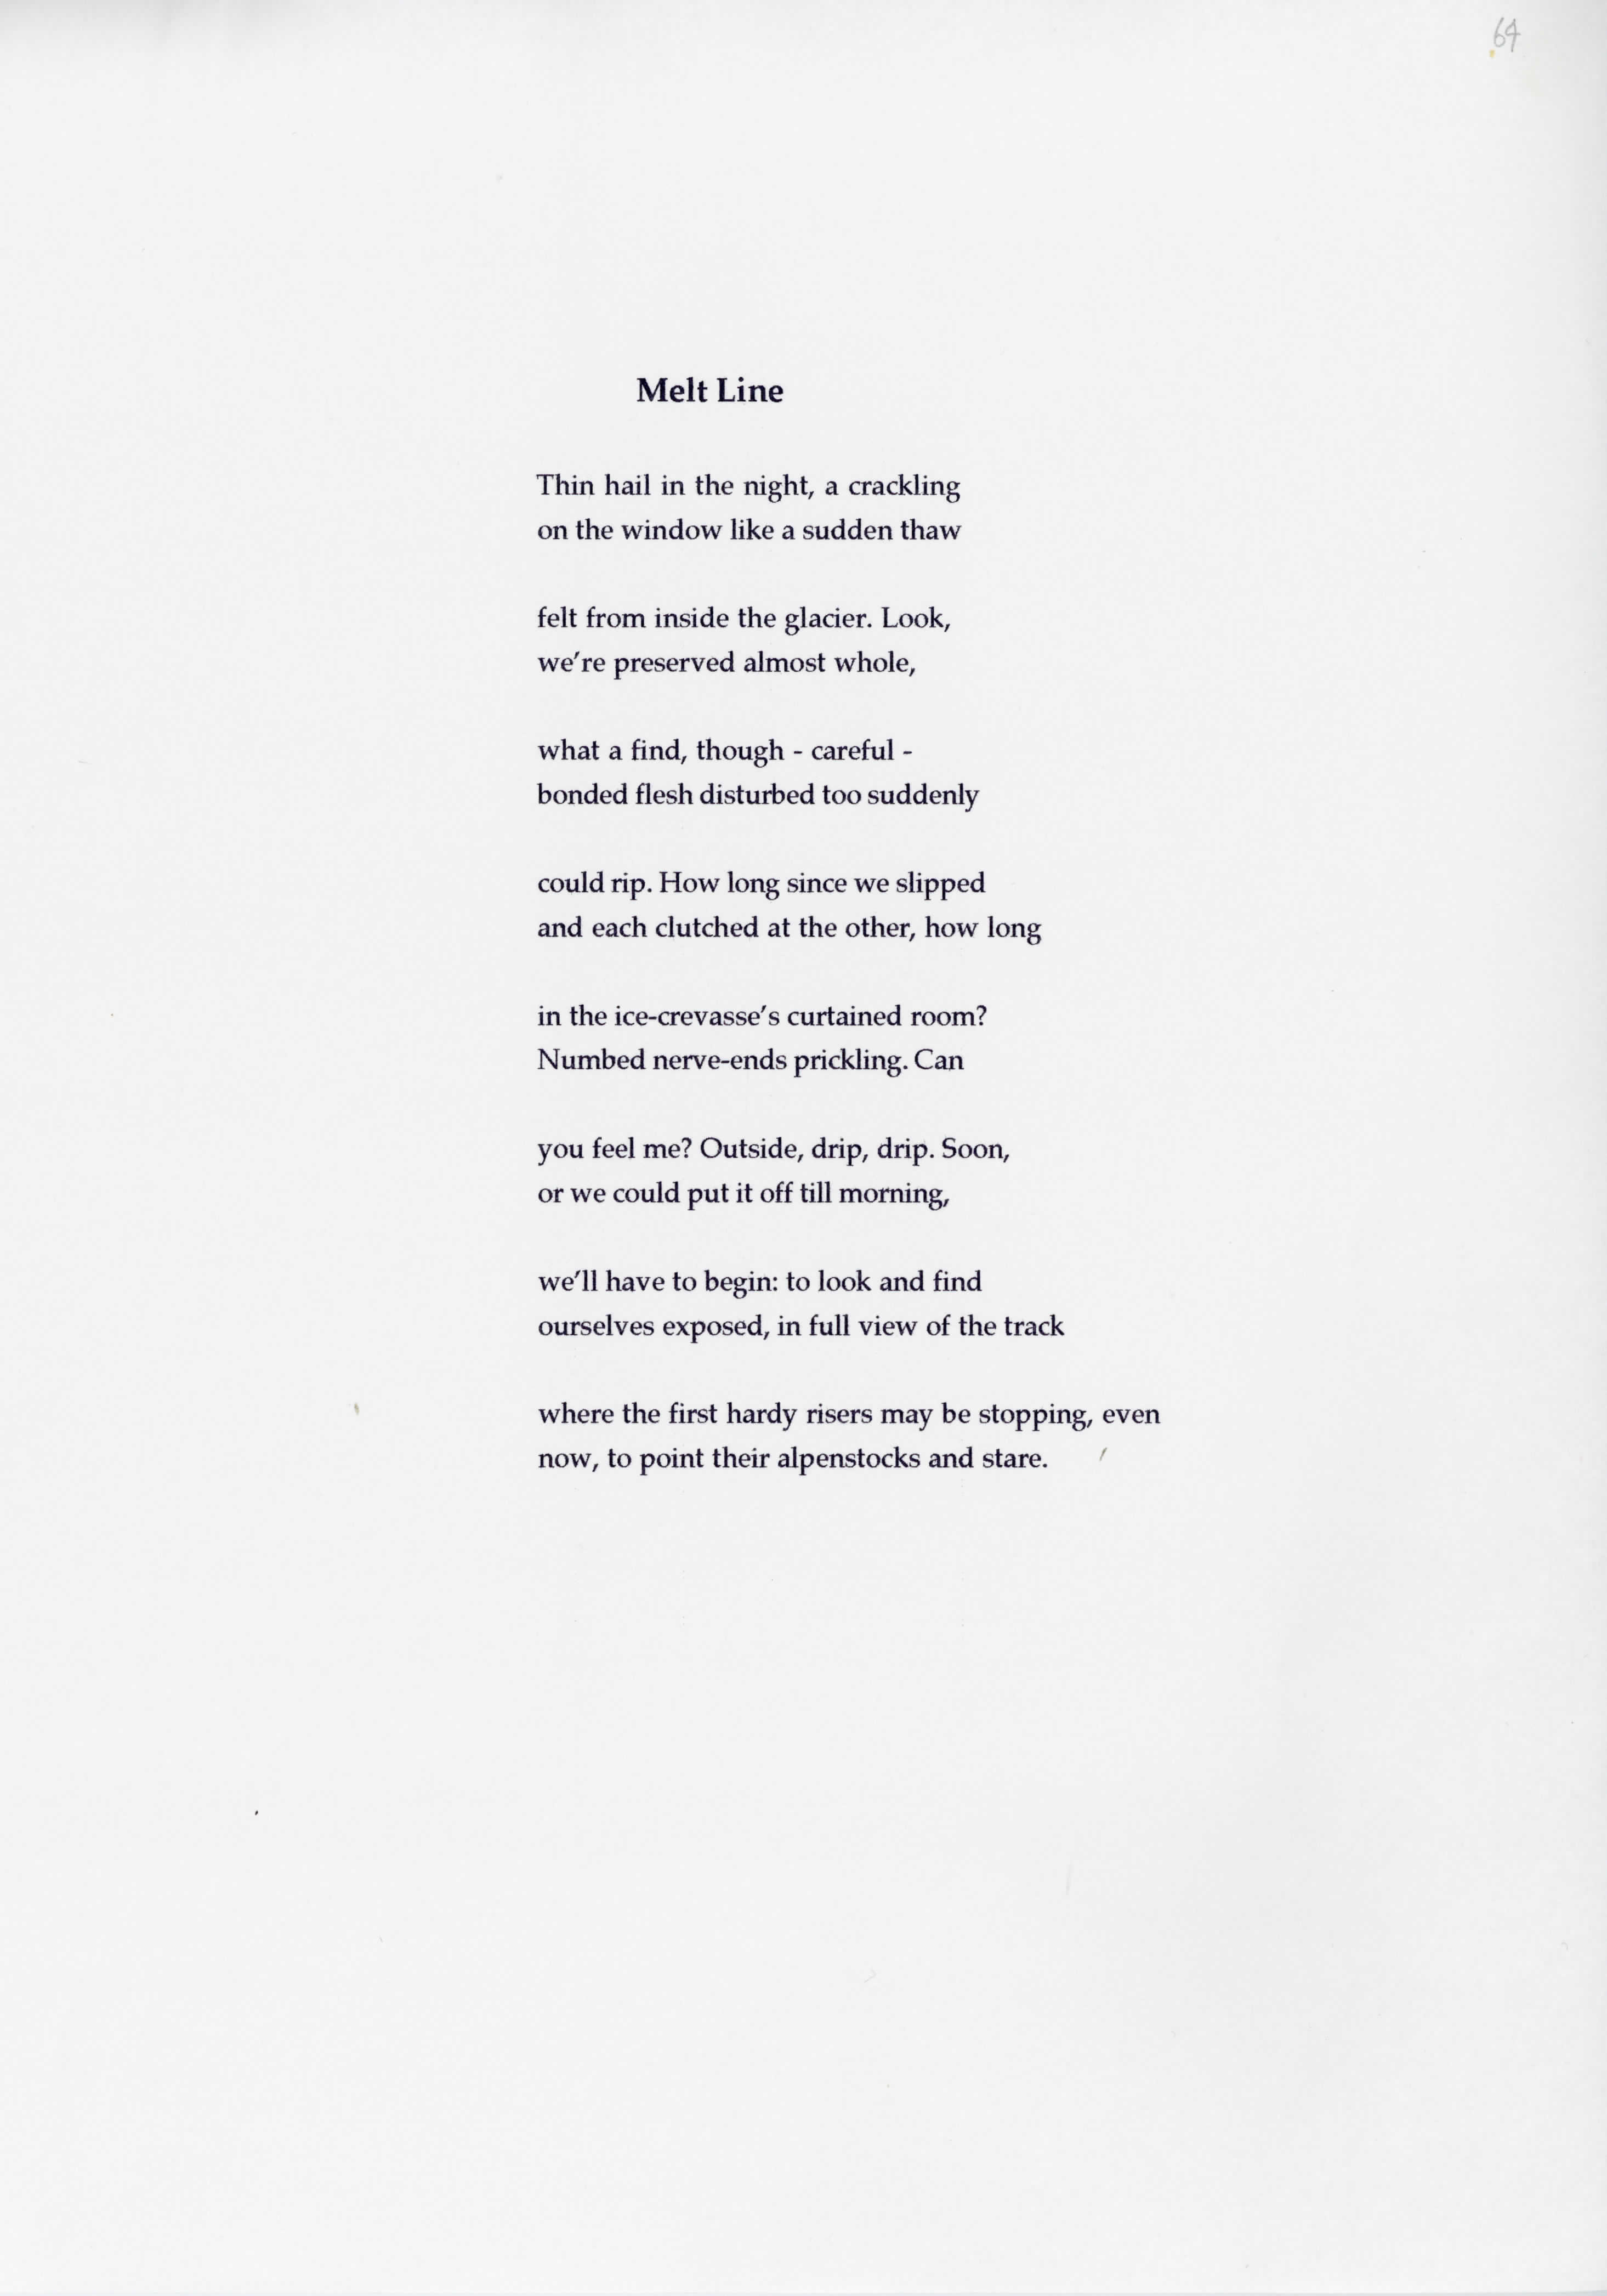 64
Melt Line
Thin hail in the night, a crackling
on the window like a sudden thaw
felt from inside the glacier. Look,
we're preserved almost whole,
what a find, though - careful -
bonded flesh disturbed too suddenly
could rip. How long since we slipped
and each clutched at the other, how long
in the ice-crevasse's curtained room?
Numbed nerve-ends prickling. Can
you feel me? Outside, drip, drip. Soon,
or we could put it off till morning,
we'll have to begin: to look and find
ourselves exposed, in full view of the track
where the first hardy risers may be stopping, even
now, to point their alpenstocks and stare.